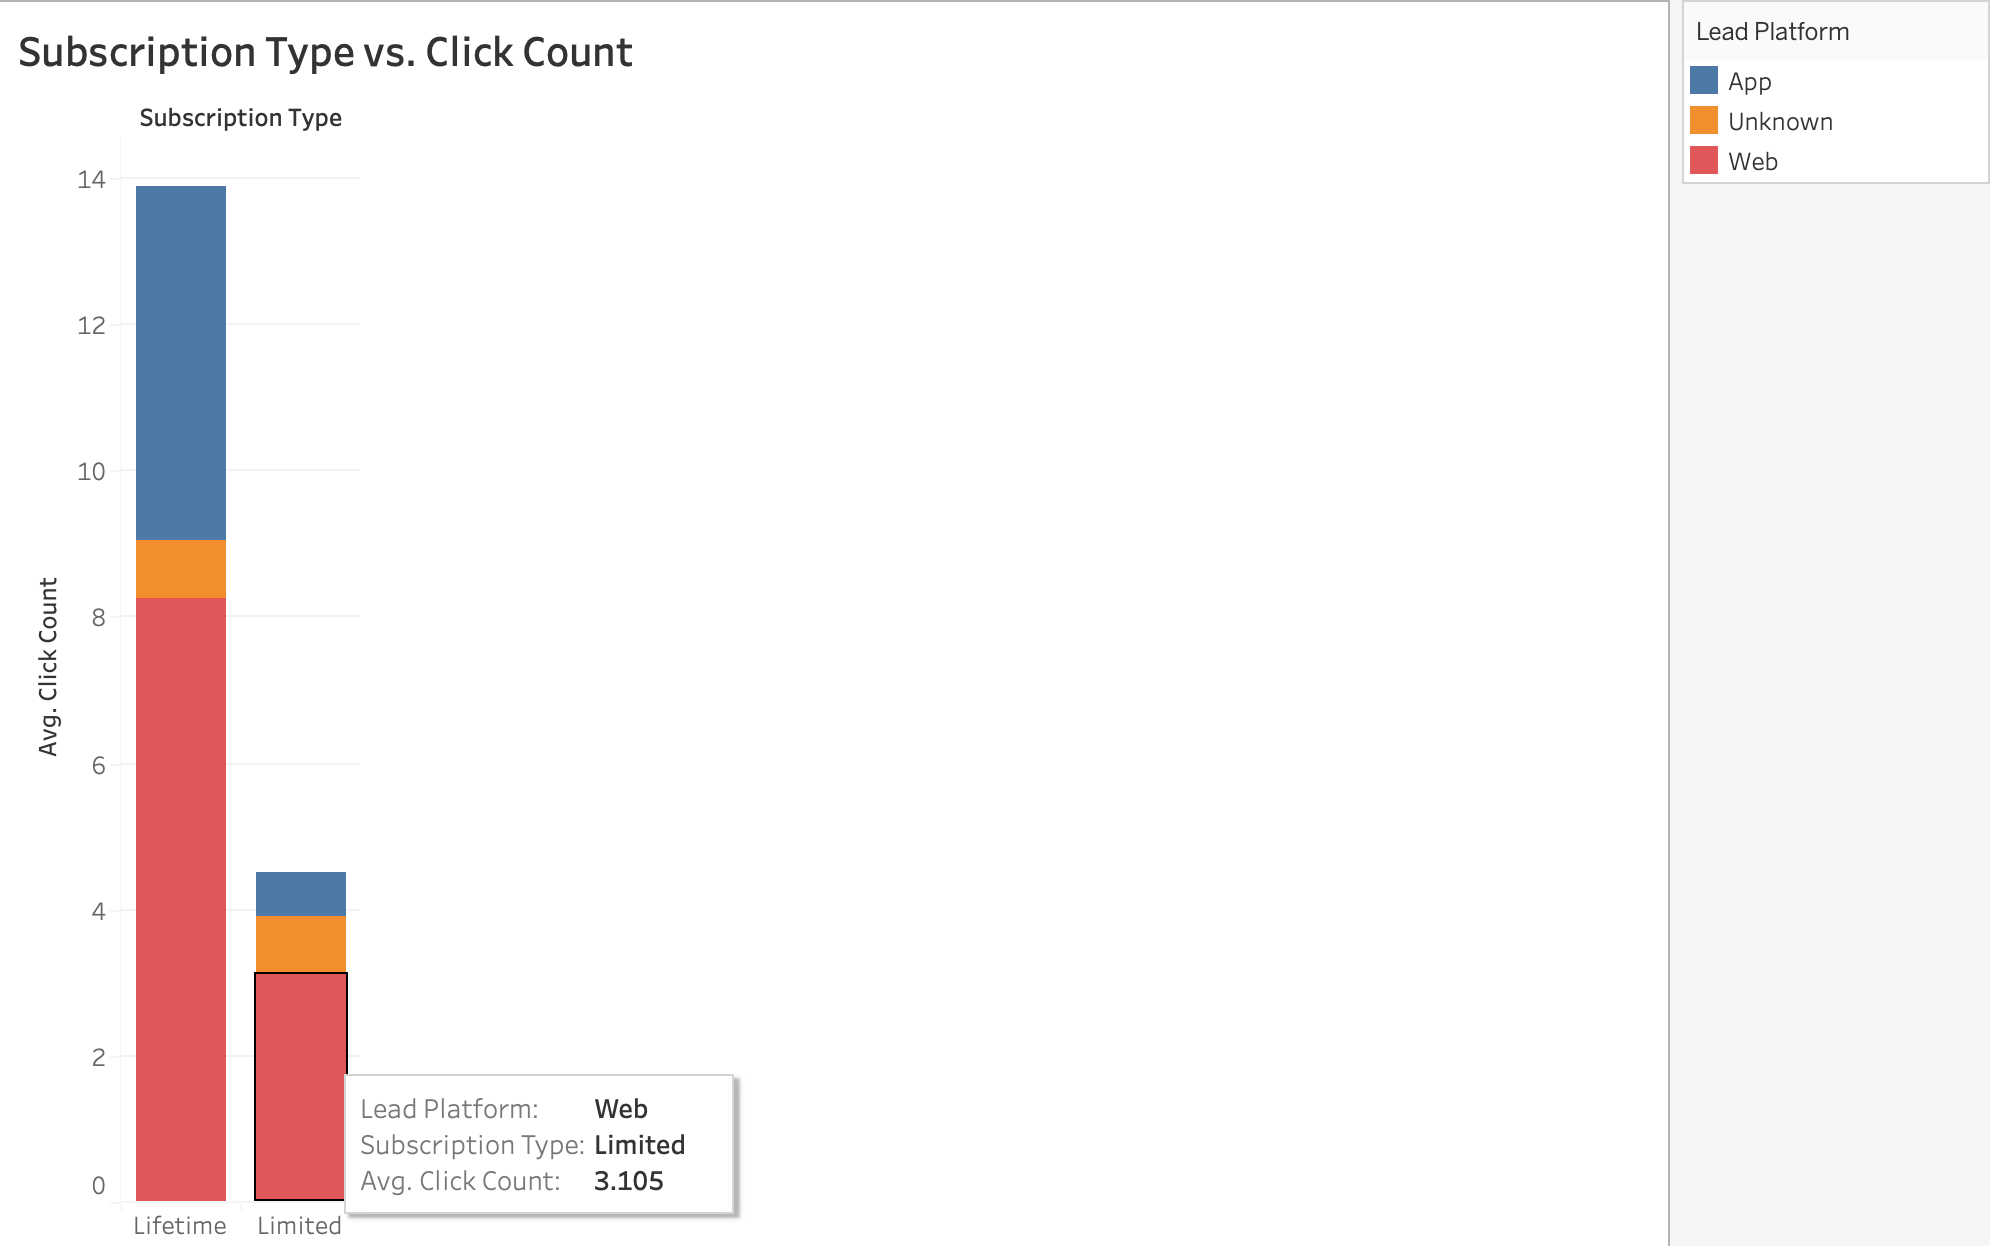 Subscription Type vs. Click Count
Subscription Type
14
12
10
8
6
4
2
0
Avg. Click Count
Lifetime
Limited
Lead Platform: Web
Subscription Type: Limited
Avg. Click Count: 3.105
Lead Platform
App
Unknown
Web